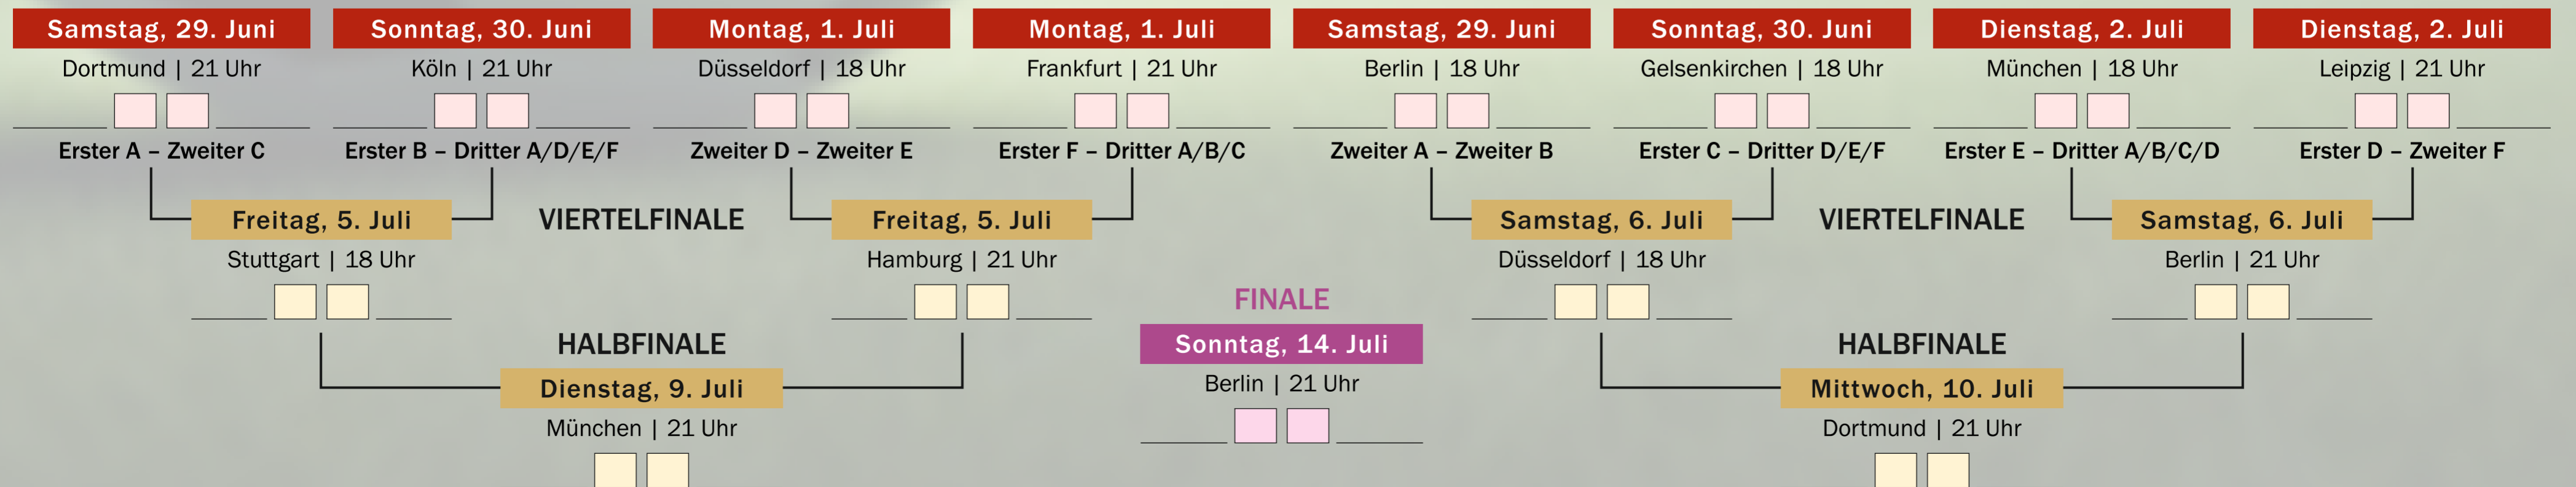 Samstag, 29. Juni
Dortmund | 21 Uhr
Erster A – Zweiter C
Sonntag, 30. Juni
Köln | 21 Uhr
Erster B – Dritter A/D/E/F
Montag, 1. Juli
Düsseldorf | 18 Uhr
Zweiter D – Zweiter E
Montag, 1. Juli
Frankfurt | 21 Uhr
Erster F – Dritter A/B/C
Samstag, 29. Juni
Berlin | 18 Uhr
Zweiter A – Zweiter B
Sonntag, 30. Juni
Gelsenkirchen | 18 Uhr
Erster C – Dritter D/E/F
Dienstag, 2. Juli
München | 18 Uhr
Erster E – Dritter A/B/C/D
Dienstag, 2. Juli
Leipzig | 21 Uhr
Erster D – Zweiter F
Freitag, 5. Juli
Stuttgart | 18 Uhr
VIERTELFINALE
Freitag, 5. Juli
Hamburg | 21 Uhr
Samstag, 6. Juli
Düsseldorf | 18 Uhr
VIERTELFINALE
Samstag, 6. Juli
Berlin | 21 Uhr
HALBFINALE
Dienstag, 9. Juli
München | 21 Uhr
FINALE
Sonntag, 14. Juli
Berlin | 21 Uhr
HALBFINALE
Mittwoch, 10. Juli
Dortmund | 21 Uhr